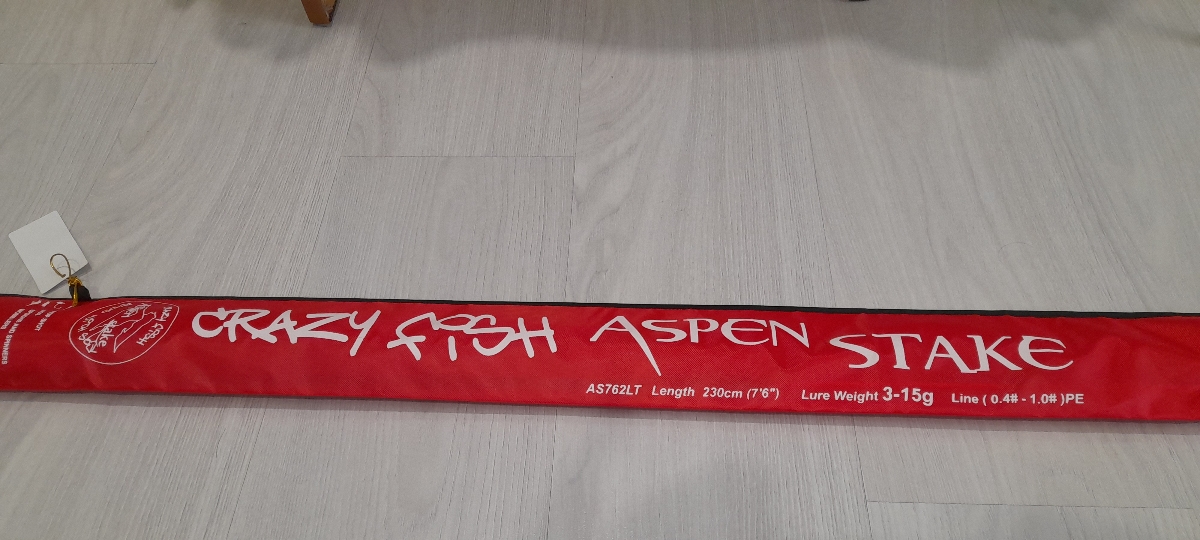 CRAZY FISH ASPEN STAKE
AS762LT Length 230cm (7'6") Lure Weight 3-15g Line ( 0.4# - 1.0# )PE